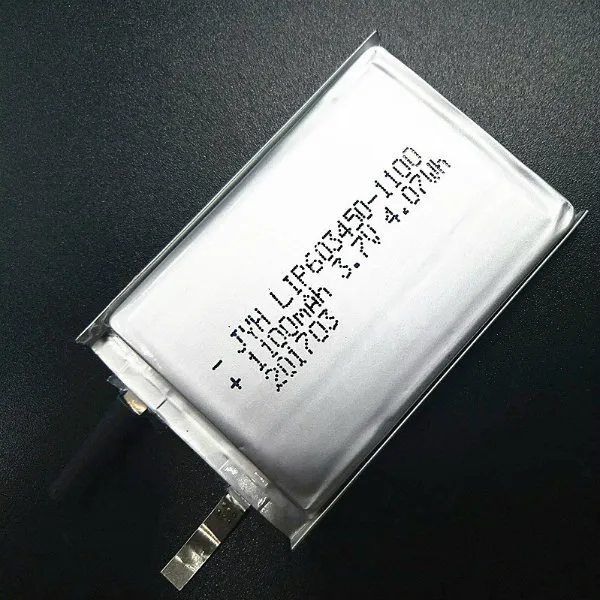 - JYH LIP603450-1100
+ 1100mAh 3.7V 4.07Wh
201703